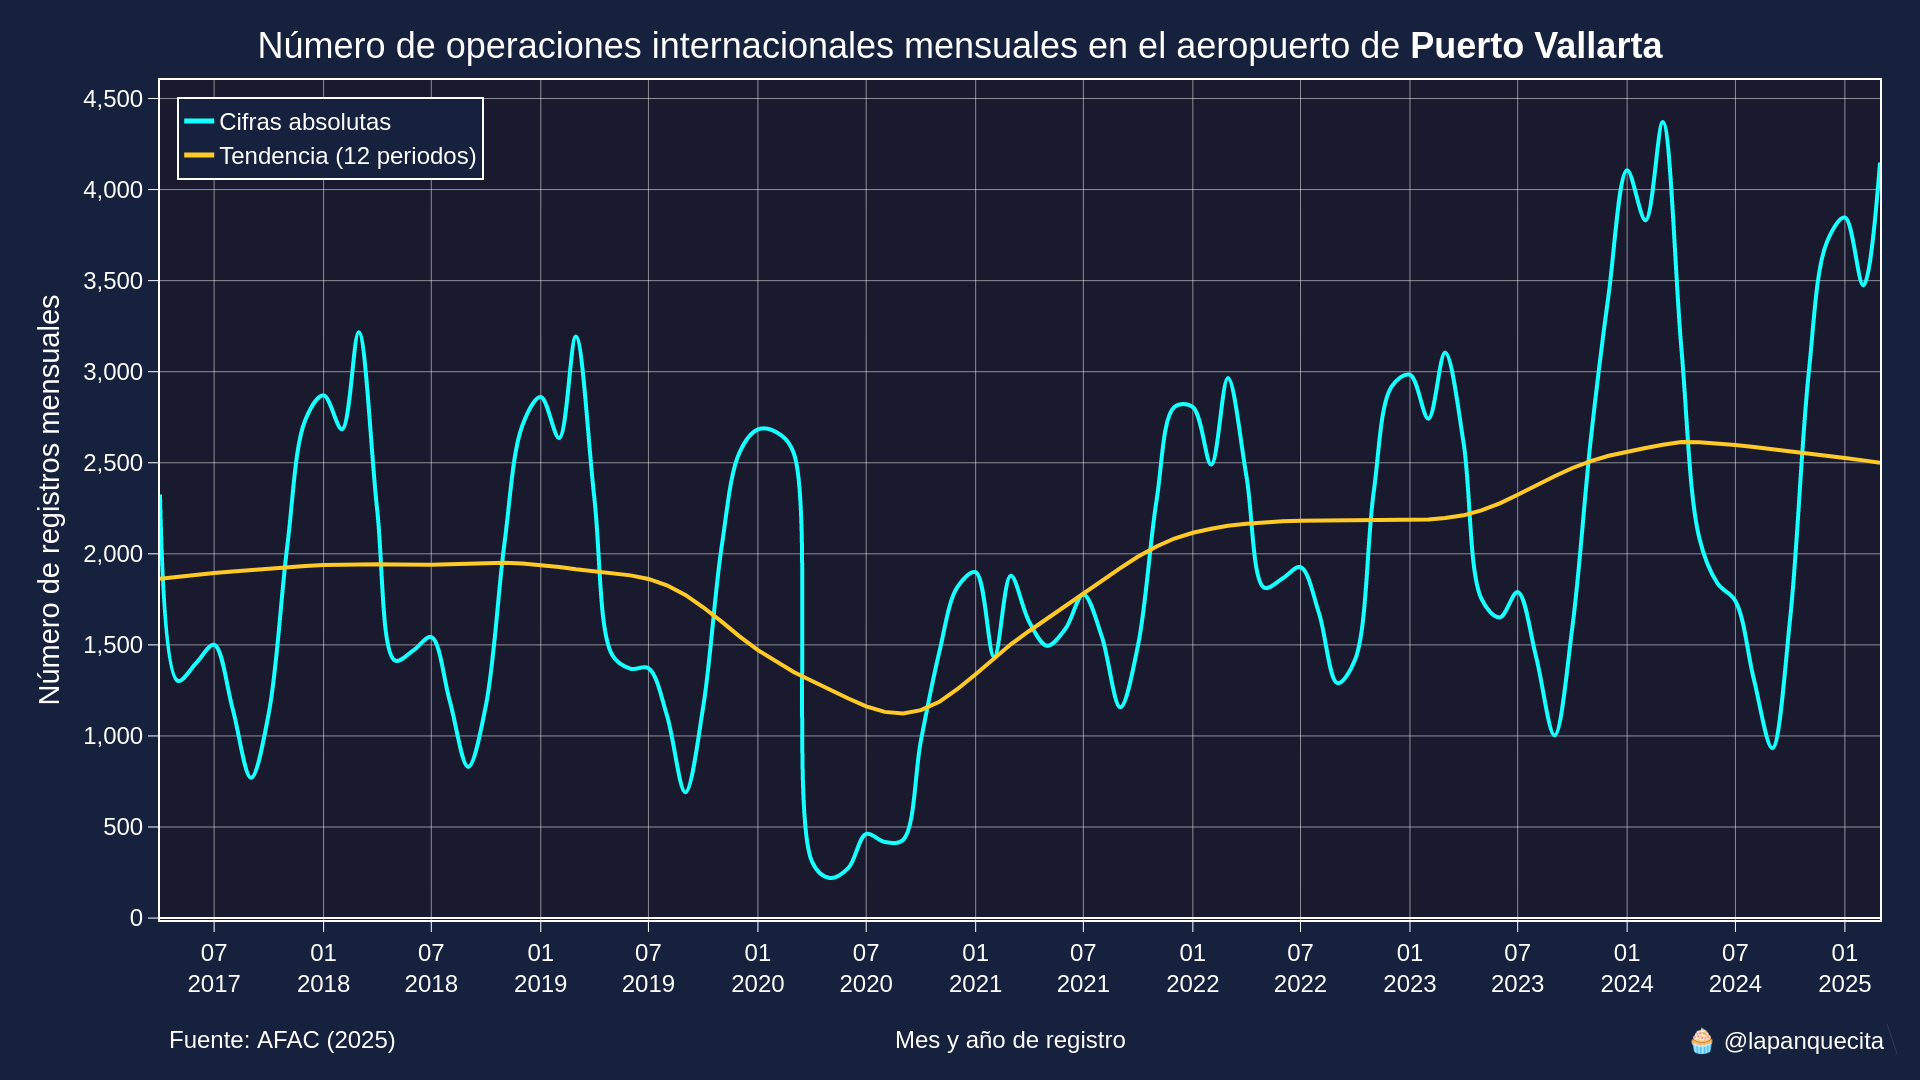 Número de operaciones internacionales mensuales en el aeropuerto de Puerto Vallarta
Cifras absolutas
Tendencia (12 periodos)
Número de registros mensuales
4,500
4,000
3,500
3,000
2,500
2,000
1,500
1,000
500
0
07 01 07 01 07 01 07 01 07 01 07 01 07 01 07 01
2017 2018 2018 2019 2019 2020 2020 2021 2021 2022 2022 2023 2023 2024 2024 2025
Fuente: AFAC (2025)
Mes y año de registro
🧁 @lapanquecita